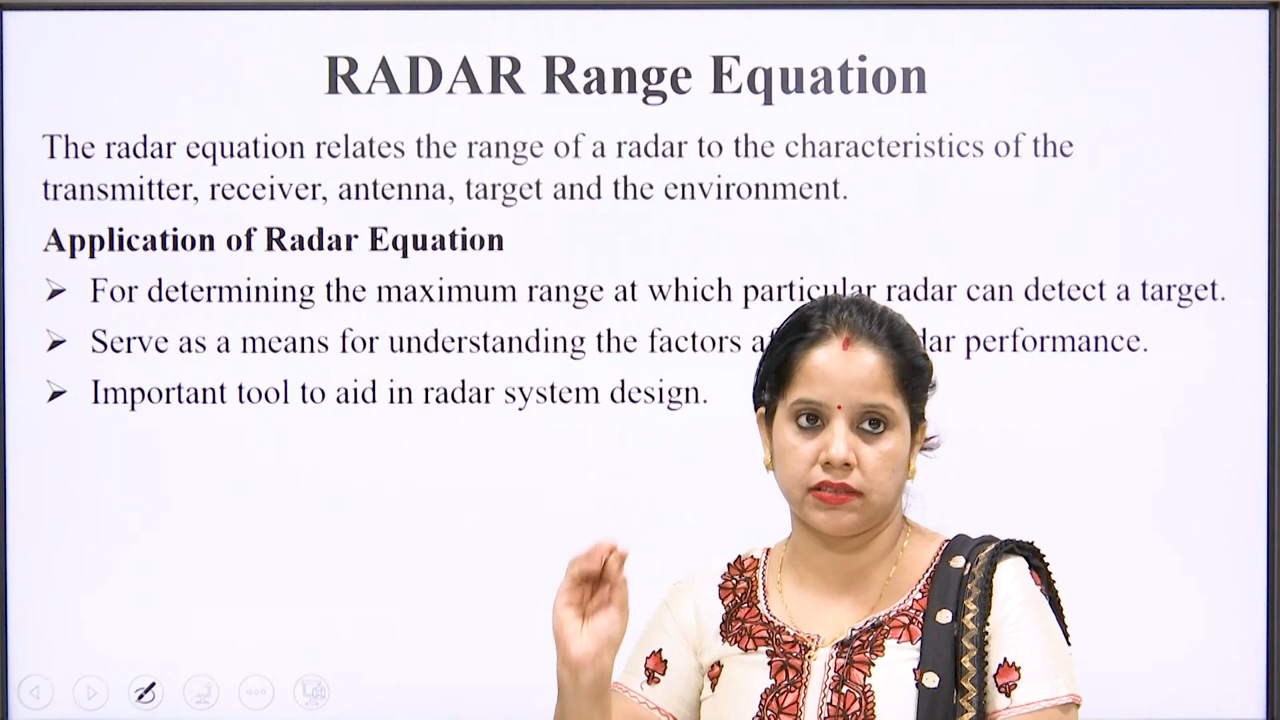 RADAR Range Equation
The radar equation relates the range of a radar to the characteristics of the
transmitter, receiver, antenna, target and the environment.
Application of Radar Equation
➢ For determining the maximum range at which particular radar can detect a target.
➢ Serve as a means for understanding the factors performance.
➢ Important tool to aid in radar system design.